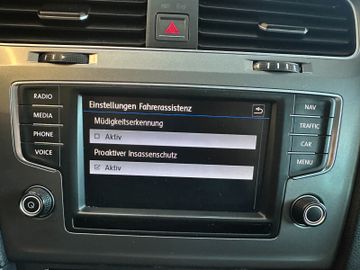 RADIO
MEDIA
PHONE
VOICE
Einstellungen Fahrerassistenz
Müdigkeitserkennung
Aktiv
Proaktiver Insassenschutz
Aktiv
NAV
TRAFFIC
CAR
MENU